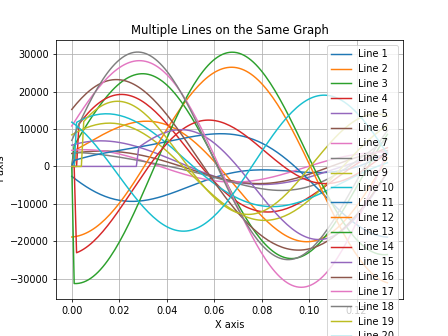 Multiple Lines on the Same Graph
30000
20000
10000
0
−10000
−20000
−30000
0.00
0.02
0.04
0.06
0.08
0.10
X axis
Line 1
Line 2
Line 3
Line 4
Line 5
Line 6
Line 7
Line 8
Line 9
Line 10
Line 11
Line 12
Line 13
Line 14
Line 15
Line 16
Line 17
Line 18
Line 19
Line 20